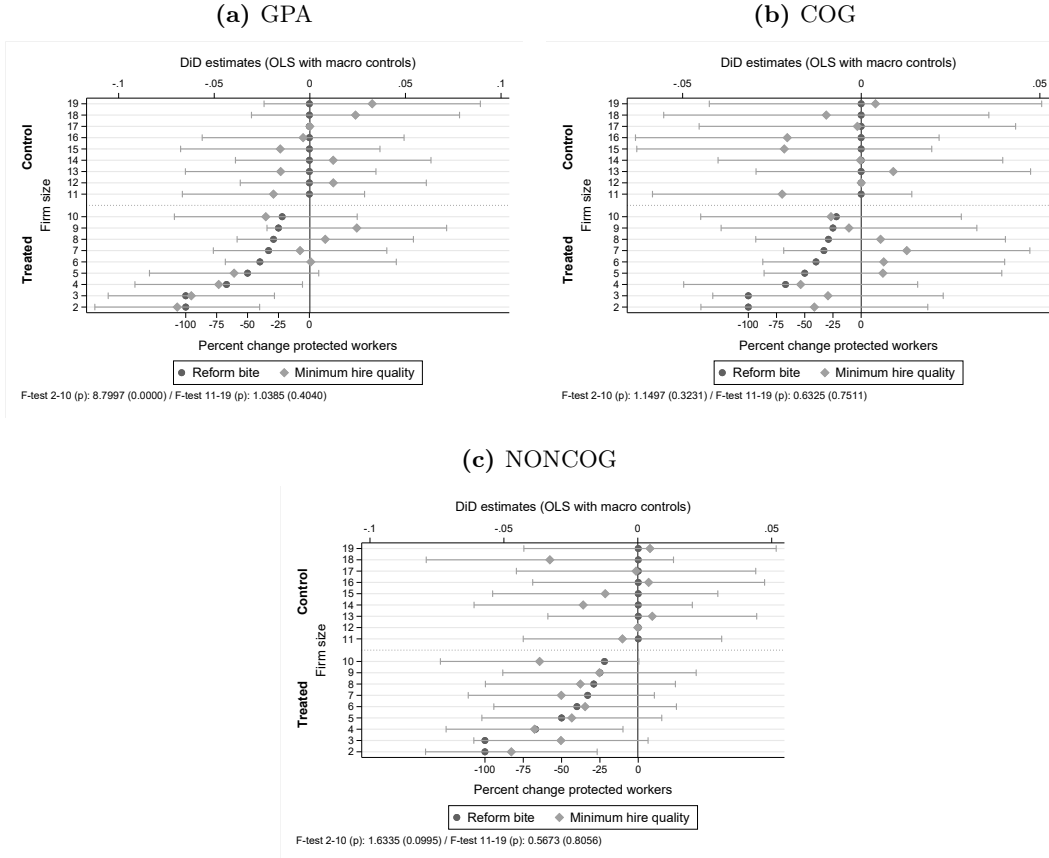 (a) GPA
DiD estimates (OLS with macro controls)
-.1 -.05 0 .05 .1
Control
Treated
Firm size
19
18
17
16
15
14
13
12
11
10
9
8
7
6
5
4
3
2
-100 -75 -50 -25 0
Percent change protected workers
Reform bite Minimum hire quality
F-test 2-10 (p): 8.7997 (0.0000) / F-test 11-19 (p): 1.0385 (0.4040)
(b) COG
DiD estimates (OLS with macro controls)
-.05 0 .05
Control
Treated
Firm size
19
18
17
16
15
14
13
12
11
10
9
8
7
6
5
4
3
2
-100 -75 -50 -25 0
Percent change protected workers
Reform bite Minimum hire quality
F-test 2-10 (p): 1.1497 (0.3231) / F-test 11-19 (p): 0.6325 (0.7511)
(c) NONCOG
DiD estimates (OLS with macro controls)
-.1 -.05 0 .05
Control
Treated
Firm size
19
18
17
16
15
14
13
12
11
10
9
8
7
6
5
4
3
2
-100 -75 -50 -25 0
Percent change protected workers
Reform bite Minimum hire quality
F-test 2-10 (p): 1.6335 (0.0995) / F-test 11-19 (p): 0.5673 (0.8056)